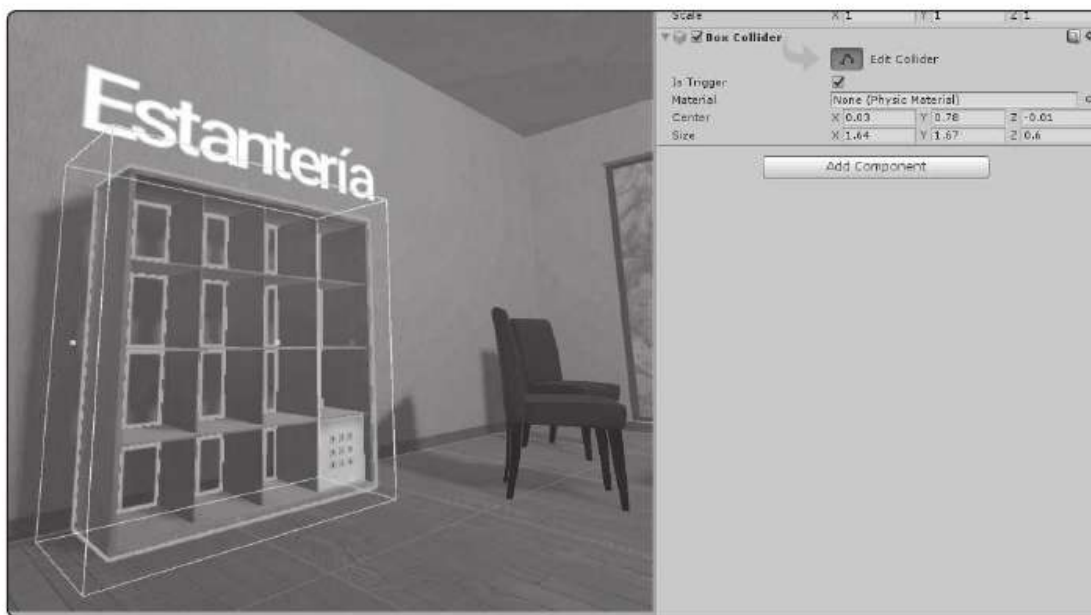 Estantería
Scale X 1 Y 1 Z 1
Box Collider
Edit Collider
Is Trigger
Material None (Physic Material)
Center X 0.03 Y 0.78 Z -0.01
Size X 1.64 Y 1.67 Z 0.6
Add Component